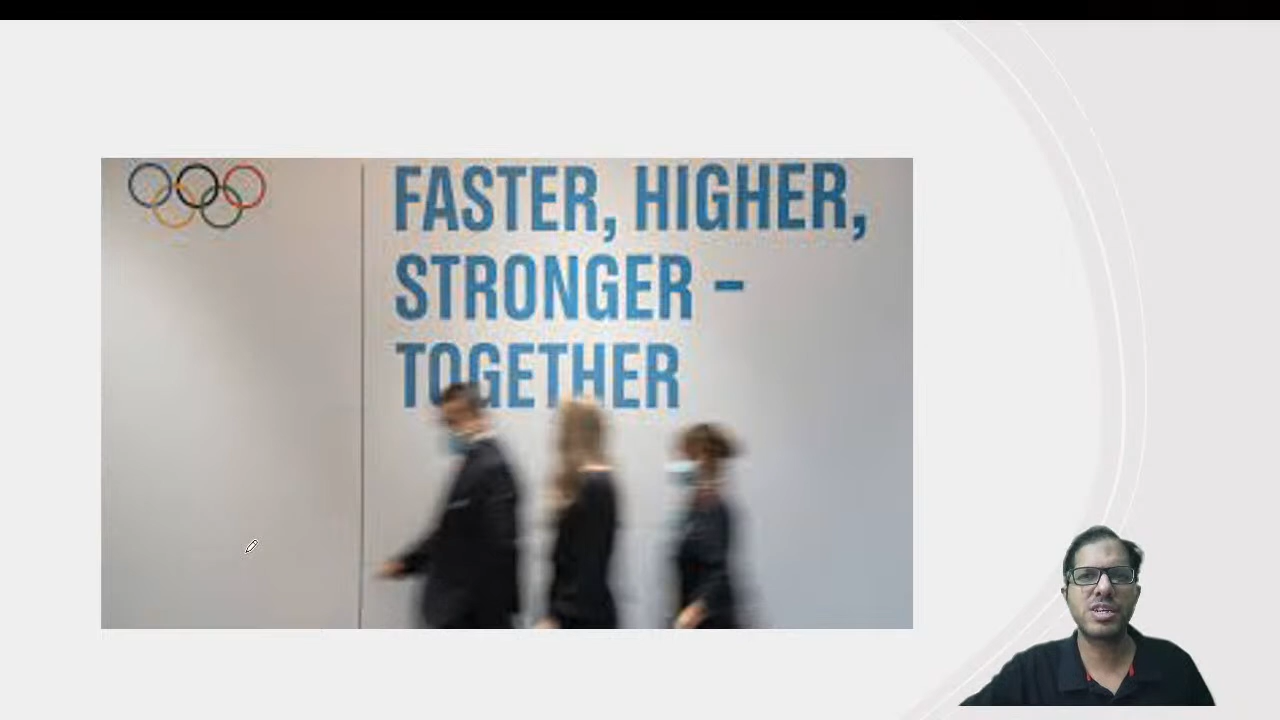 FASTER, HIGHER,
STRONGER –
TOGETHER